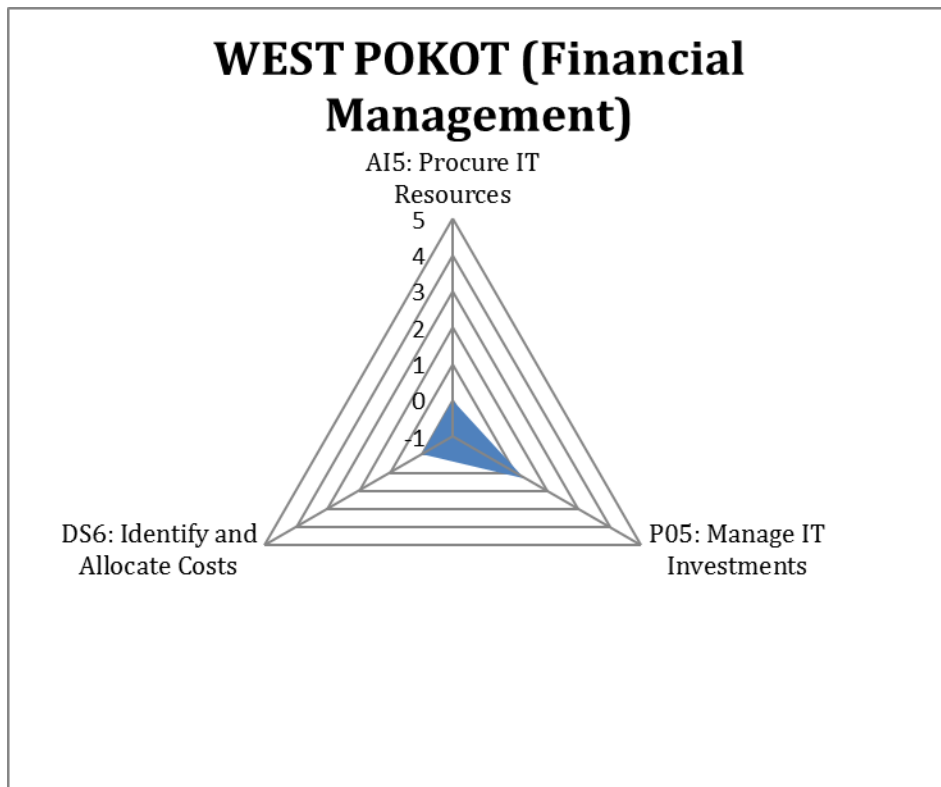 WEST POKOT (Financial
Management)
AI5: Procure IT
Resources
5
4
3
2
1
0
-1
DS6: Identify and
Allocate Costs
P05: Manage IT
Investments